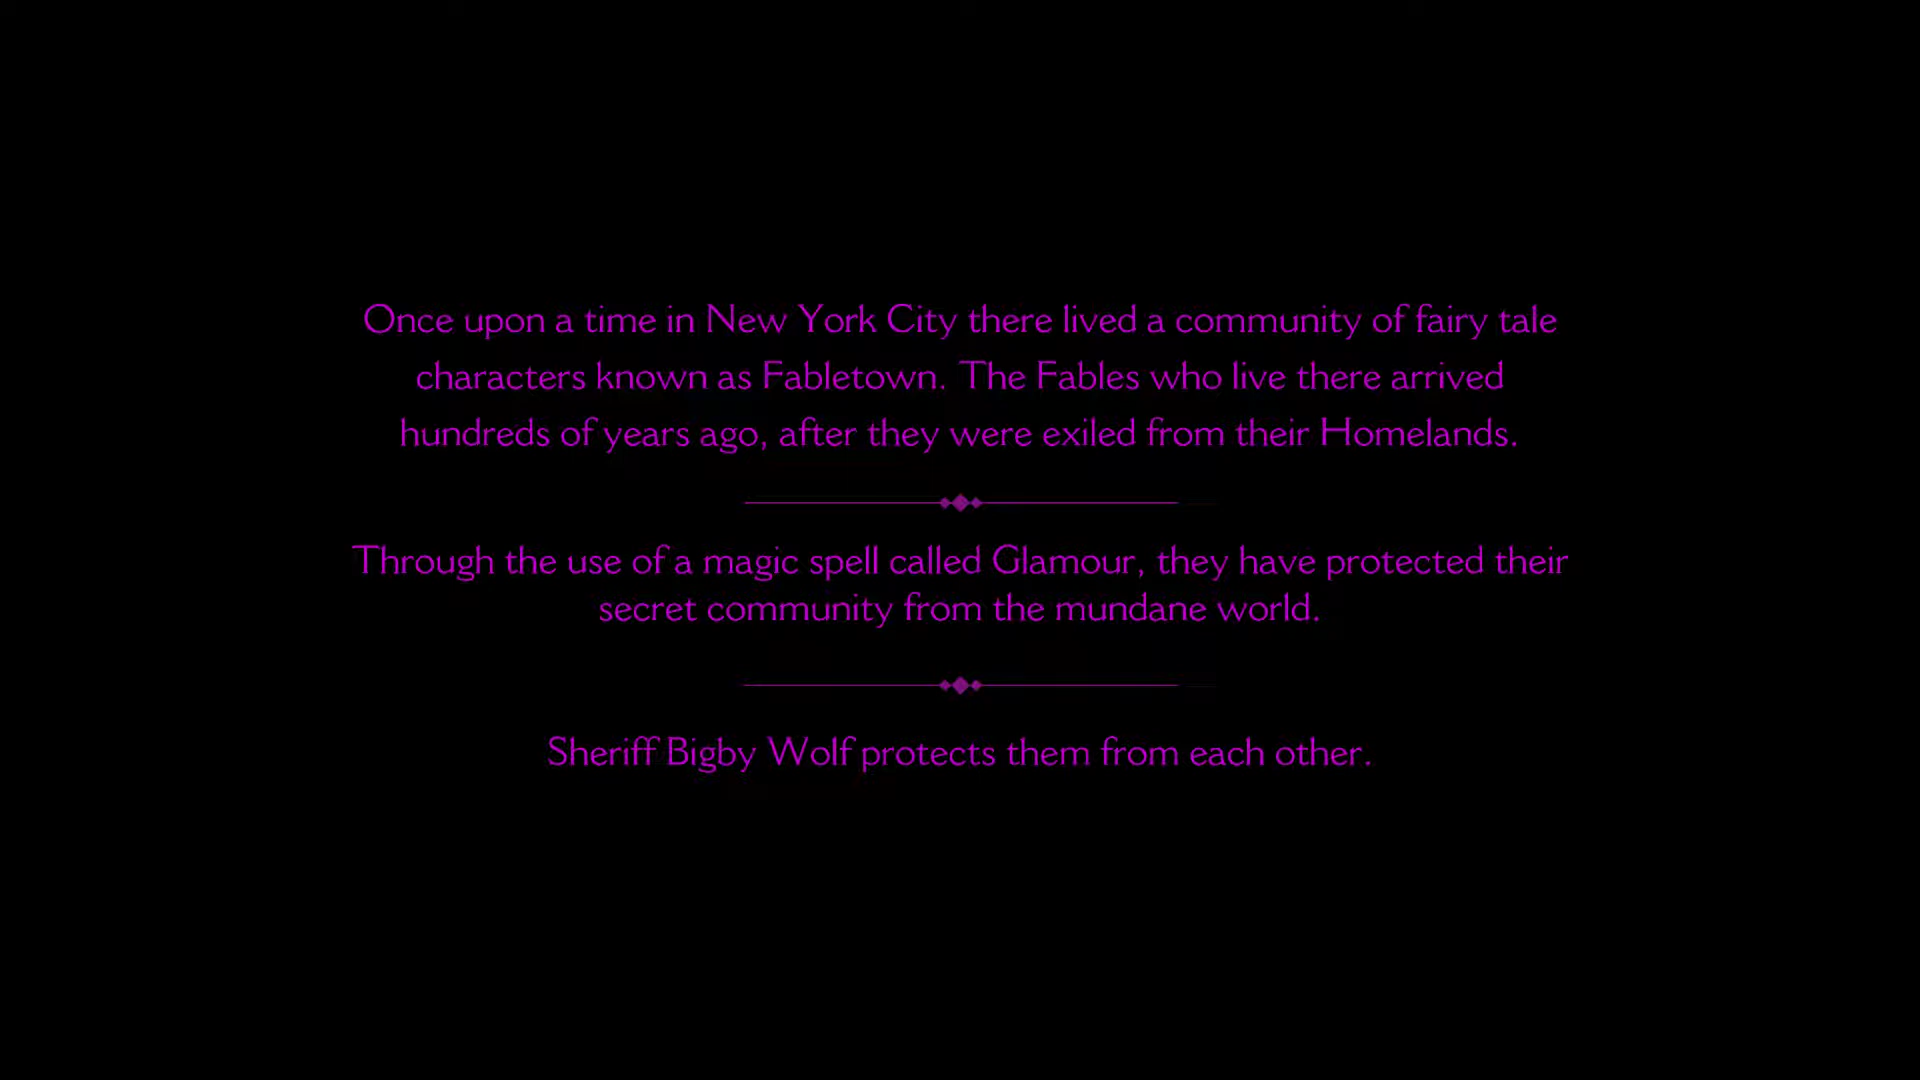 Once upon a time in New York City there lived a community of fairy tale
characters known as Fabletown. The Fables who live there arrived
hundreds of years ago, after they were exiled from their Homelands.
Through the use of a magic spell called Glamour, they have protected their
secret community from the mundane world.
Sheriff Bigby Wolf protects them from each other.